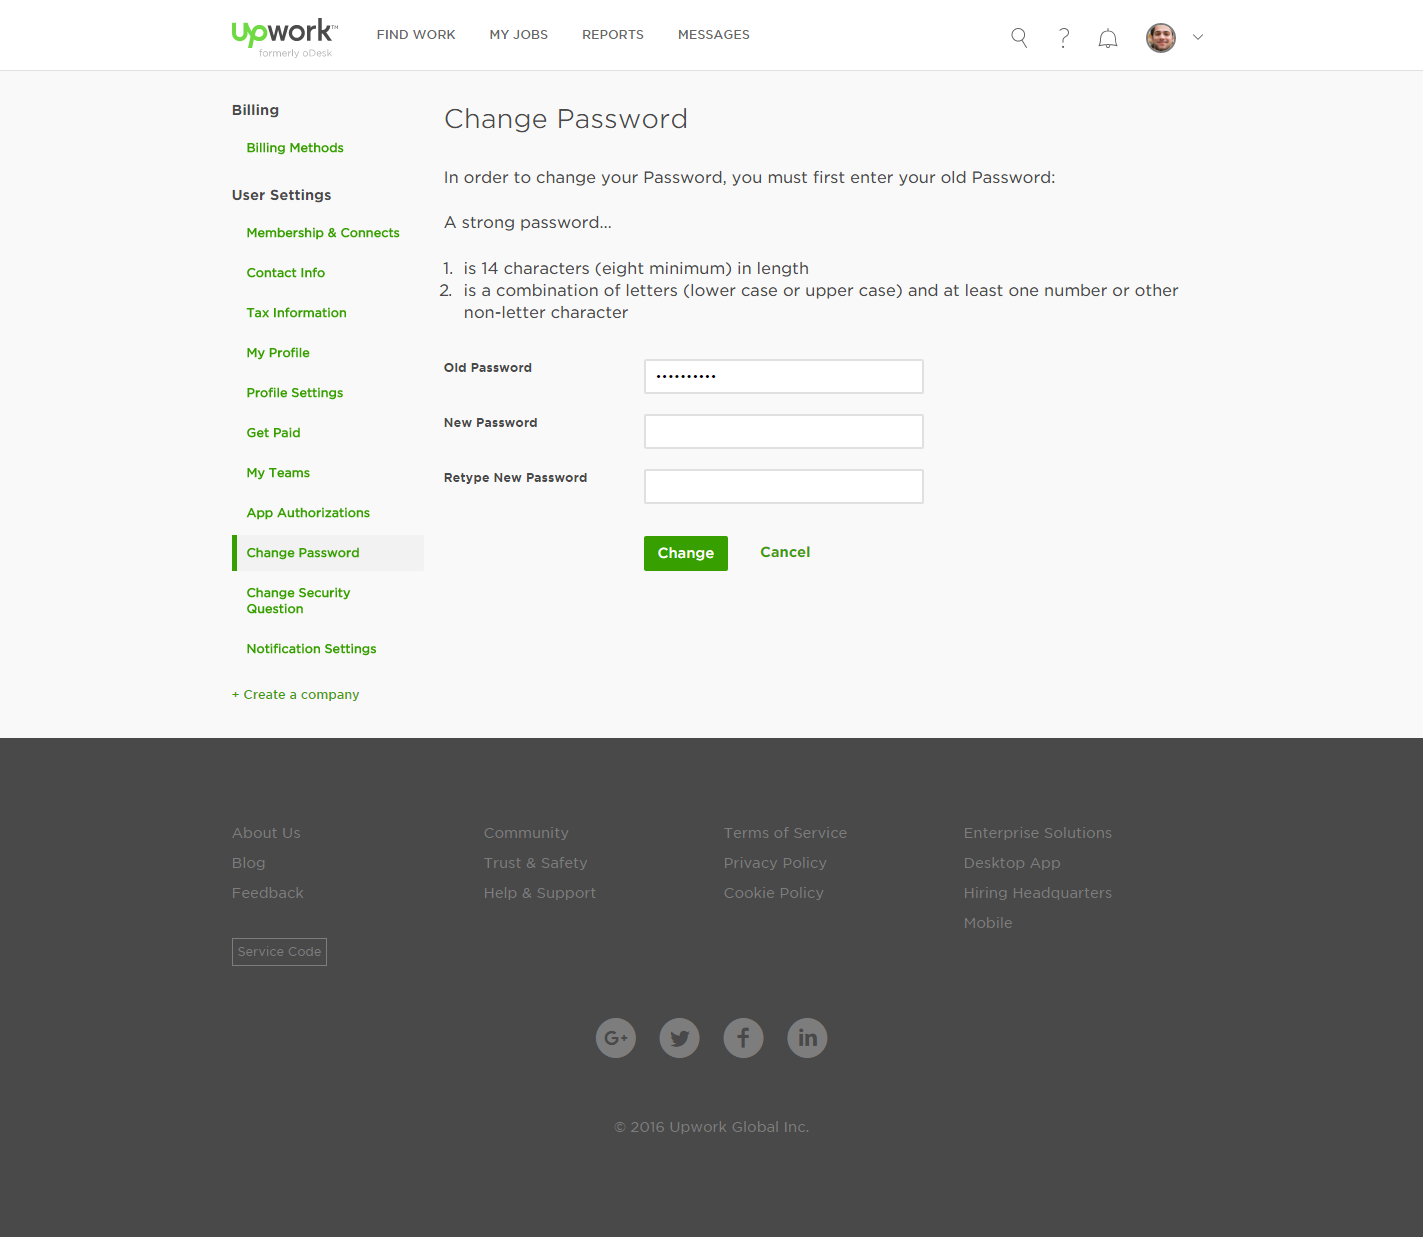 upwork™
formerly oDesk
FIND WORK MY JOBS REPORTS MESSAGES
Billing
Billing Methods
User Settings
Membership & Connects
Contact Info
Tax Information
My Profile
Profile Settings
Get Paid
My Teams
App Authorizations
Change Password
Change Security
Question
Notification Settings
+ Create a company
Change Password
In order to change your Password, you must first enter your old Password:
A strong password...
1. is 14 characters (eight minimum) in length
2. is a combination of letters (lower case or upper case) and at least one number or other
non-letter character
Old Password ••••••••••
New Password
Retype New Password
Change Cancel
About Us
Blog
Feedback
Service Code
Community
Trust & Safety
Help & Support
Terms of Service
Privacy Policy
Cookie Policy
Enterprise Solutions
Desktop App
Hiring Headquarters
Mobile
G+ f in
© 2016 Upwork Global Inc.